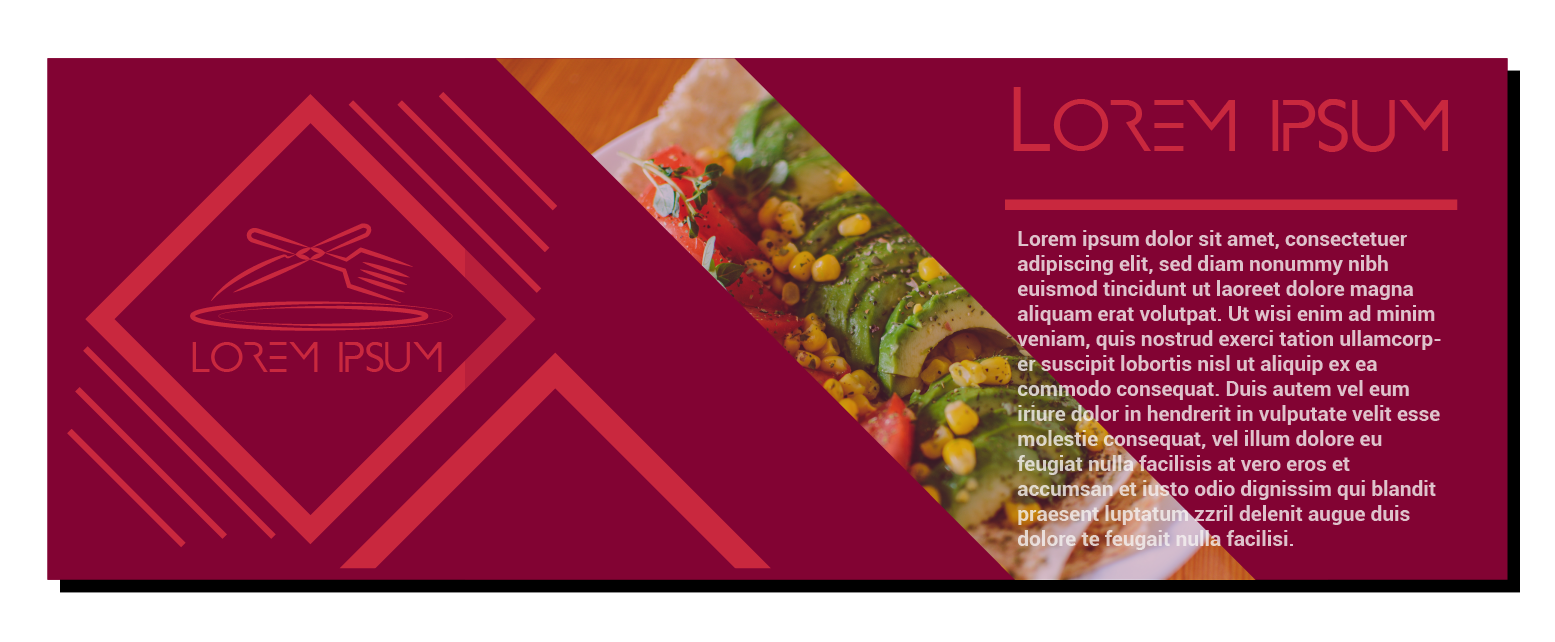 LOREM IPSUM
LOREM IPSUM
Lorem ipsum dolor sit amet, consectetuer
adipiscing elit, sed diam nonummy nibh
euismod tincidunt ut laoreet dolore magna
aliquam erat volutpat. Ut wisi enim ad minim
veniam, quis nostrud exerci tation ullamcorp-
er suscipit lobortis nisl ut aliquip ex ea
commodo consequat. Duis autem vel eum
iriure dolor in hendrerit in vulputate velit esse
molestie consequat, vel illum dolore eu
feugiat nulla facilisis at vero eros et
accumsan et iusto odio dignissim qui blandit
praesent luptatum zzril delenit augue duis
dolore te feugait nulla facilisi.